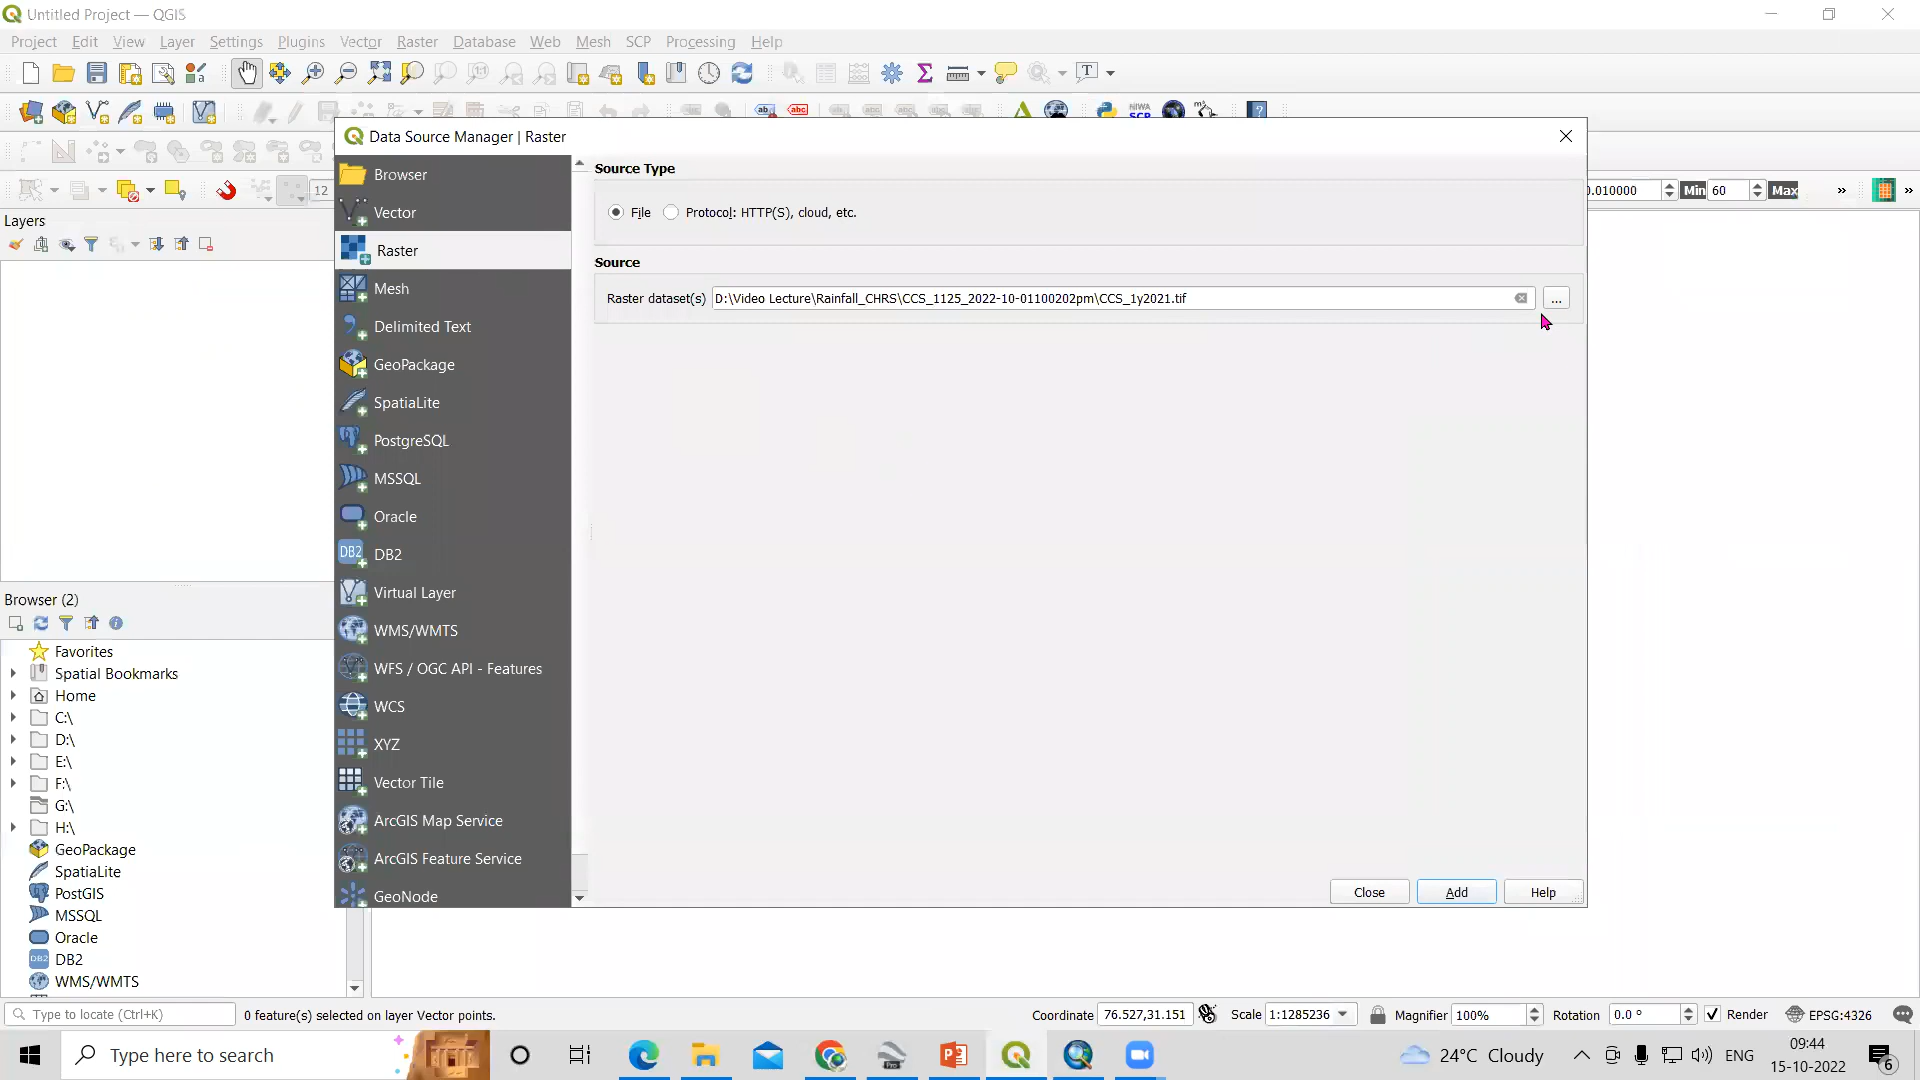 Untitled Project — QGIS
Project Edit View Layer Settings Plugins Vector Raster Database Web Mesh SCP Processing Help
Data Source Manager | Raster
12
0.010000 Min 60 Max
Layers
Browser
Vector
Raster
Mesh
Delimited Text
GeoPackage
SpatiaLite
PostgreSQL
MSSQL
Oracle
DB2
Virtual Layer
WMS/WMTS
WFS / OGC API - Features
WCS
XYZ
Vector Tile
ArcGIS Map Service
ArcGIS Feature Service
GeoNode
Source Type
File Protocol: HTTP(S), cloud, etc.
Source
Raster dataset(s) D:\Video Lecture\Rainfall_CHRS\CCS_1125_2022-10-01100202pm\CCS_1y2021.tif ...
Close Add Help
Browser (2)
Favorites
Spatial Bookmarks
Home
C:\
D:\
E:\
F:\
G:\
H:\
GeoPackage
SpatiaLite
PostGIS
MSSQL
Oracle
DB2
WMS/WMTS
Type to locate (Ctrl+K) 0 feature(s) selected on layer Vector points. Coordinate 76.527,31.151 Scale 1:1285236 Magnifier 100% Rotation 0.0 ° Render EPSG:4326
Type here to search 24°C Cloudy ENG 09:44
15-10-2022 6